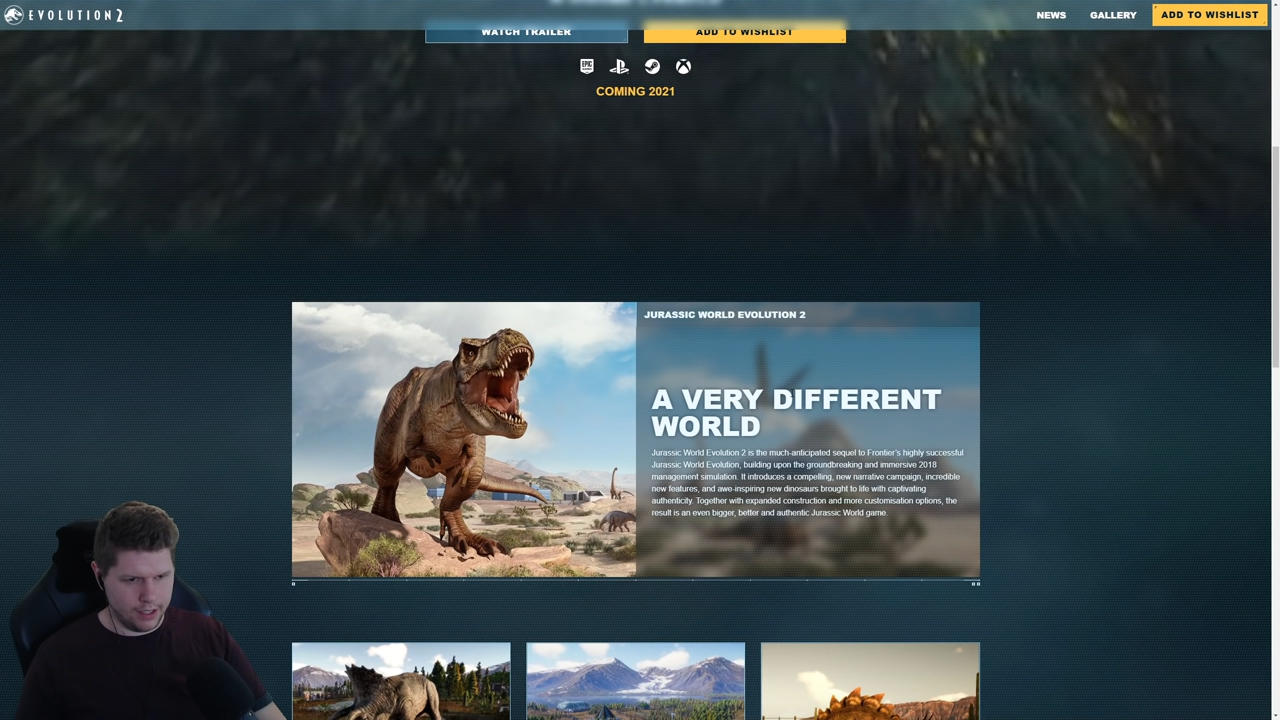 EVOLUTION 2
NEWS
GALLERY
ADD TO WISHLIST
WATCH TRAILER
ADD TO WISHLIST
EPIC
COMING 2021
JURASSIC WORLD EVOLUTION 2
A VERY DIFFERENT
WORLD
Jurassic World Evolution 2 is the much-anticipated sequel to Frontier's highly successful
Jurassic World Evolution, building upon the groundbreaking and immersive 2018
management simulation. It introduces a compelling, new narrative campaign, incredible
new features, and awe-inspiring new dinosaurs brought to life with captivating
authenticity. Together with expanded construction and more customisation options, the
result is an even bigger, better and authentic Jurassic World game.